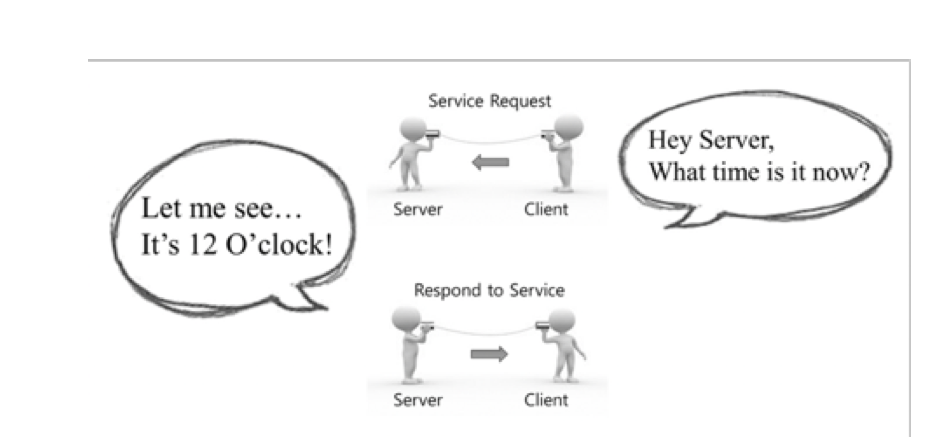 Service Request
Hey Server,
What time is it now?
Server
Client
Let me see…
It’s 12 O’clock!
Respond to Service
Server
Client